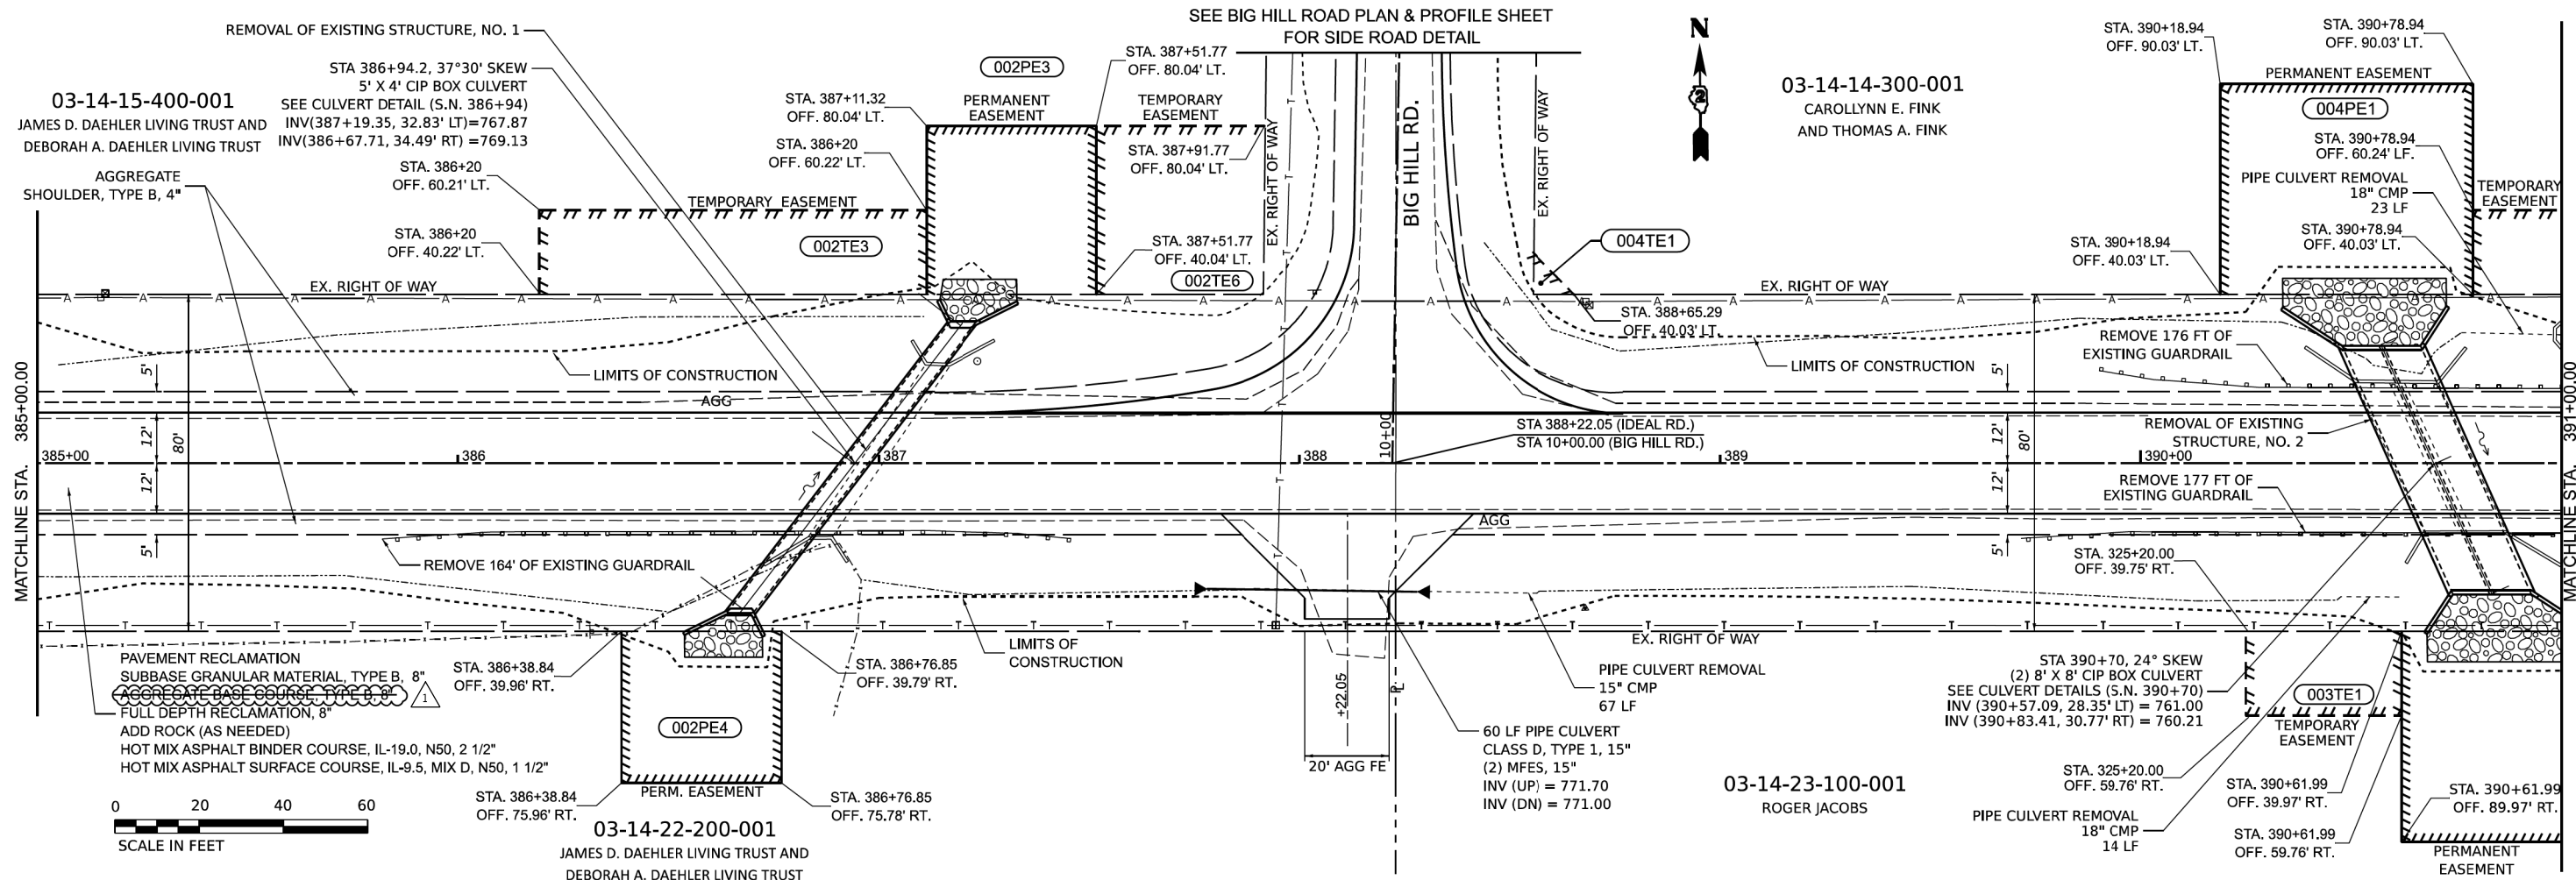 SEE BIG HILL ROAD PLAN & PROFILE SHEET
FOR SIDE ROAD DETAIL
REMOVAL OF EXISTING STRUCTURE, NO. 1
STA 386+94.2, 37°30' SKEW
5' X 4' CIP BOX CULVERT
SEE CULVERT DETAIL (S.N. 386+94)
INV(387+19.35, 32.83' LT)=767.87
INV(386+67.71, 34.49' RT) =769.13
03-14-15-400-001
JAMES D. DAEHLER LIVING TRUST AND
DEBORAH A. DAEHLER LIVING TRUST
AGGREGATE
SHOULDER, TYPE B, 4"
STA. 386+20
OFF. 60.21' LT.
STA. 386+20
OFF. 40.22' LT.
TEMPORARY EASEMENT
002TE3
STA. 387+11.32
OFF. 80.04' LT.
STA. 386+20
OFF. 60.22' LT.
002PE3
PERMANENT
EASEMENT
STA. 387+51.77
OFF. 80.04' LT.
TEMPORARY
EASEMENT
STA. 387+91.77
OFF. 80.04' LT.
STA. 387+51.77
OFF. 40.04' LT.
002TE6
EX. RIGHT OF WAY
BIG HILL RD.
EX. RIGHT OF WAY
N
2
004TE1
STA. 388+65.29
OFF. 40.03' LT.
03-14-14-300-001
CAROLLYNN E. FINK
AND THOMAS A. FINK
STA. 390+18.94
OFF. 90.03' LT.
STA. 390+78.94
OFF. 90.03' LT.
PERMANENT EASEMENT
004PE1
STA. 390+78.94
OFF. 60.24' LF.
PIPE CULVERT REMOVAL
18" CMP
23 LF
TEMPORARY
EASEMENT
STA. 390+78.94
OFF. 40.03' LT.
STA. 390+18.94
OFF. 40.03' LT.
EX. RIGHT OF WAY
EX. RIGHT OF WAY
REMOVE 176 FT OF
EXISTING GUARDRAIL
LIMITS OF CONSTRUCTION
LIMITS OF CONSTRUCTION
AGG
5'
12'
80'
12'
5'
MATCHLINE STA. 385+00.00
385+00
386
387
388
389
390+00
10+00
STA 388+22.05 (IDEAL RD.)
STA 10+00.00 (BIG HILL RD.)
5'
12'
80'
12'
5'
REMOVAL OF EXISTING
STRUCTURE, NO. 2
REMOVE 177 FT OF
EXISTING GUARDRAIL
MATCHLINE STA. 391+00.00
AGG
REMOVE 164' OF EXISTING GUARDRAIL
STA. 325+20.00
OFF. 39.75' RT.
EX. RIGHT OF WAY
LIMITS OF
CONSTRUCTION
PAVEMENT RECLAMATION
SUBBASE GRANULAR MATERIAL, TYPE B, 8"
AGGREGATE BASE COURSE, TYPE B, 8"
1
FULL DEPTH RECLAMATION, 8"
ADD ROCK (AS NEEDED)
HOT MIX ASPHALT BINDER COURSE, IL-19.0, N50, 2 1/2"
HOT MIX ASPHALT SURFACE COURSE, IL-9.5, MIX D, N50, 1 1/2"
STA. 386+38.84
OFF. 39.96' RT.
STA. 386+76.85
OFF. 39.79' RT.
002PE4
PERM. EASEMENT
STA. 386+38.84
OFF. 75.96' RT.
STA. 386+76.85
OFF. 75.78' RT.
03-14-22-200-001
JAMES D. DAEHLER LIVING TRUST AND
DEBORAH A. DAEHLER LIVING TRUST
0 20 40 60
SCALE IN FEET
+22.05
20' AGG FE
PL
PIPE CULVERT REMOVAL
15" CMP
67 LF
60 LF PIPE CULVERT
CLASS D, TYPE 1, 15"
(2) MFES, 15"
INV (UP) = 771.70
INV (DN) = 771.00
03-14-23-100-001
ROGER JACOBS
STA 390+70, 24° SKEW
(2) 8' X 8' CIP BOX CULVERT
SEE CULVERT DETAILS (S.N. 390+70)
INV (390+57.09, 28.35' LT) = 761.00
INV (390+83.41, 30.77' RT) = 760.21
003TE1
TEMPORARY
EASEMENT
STA. 325+20.00
OFF. 59.76' RT.
PIPE CULVERT REMOVAL
18" CMP
14 LF
STA. 390+61.99
OFF. 39.97' RT.
STA. 390+61.99
OFF. 59.76' RT.
STA. 390+61.99
OFF. 89.97' RT.
PERMANENT
EASEMENT